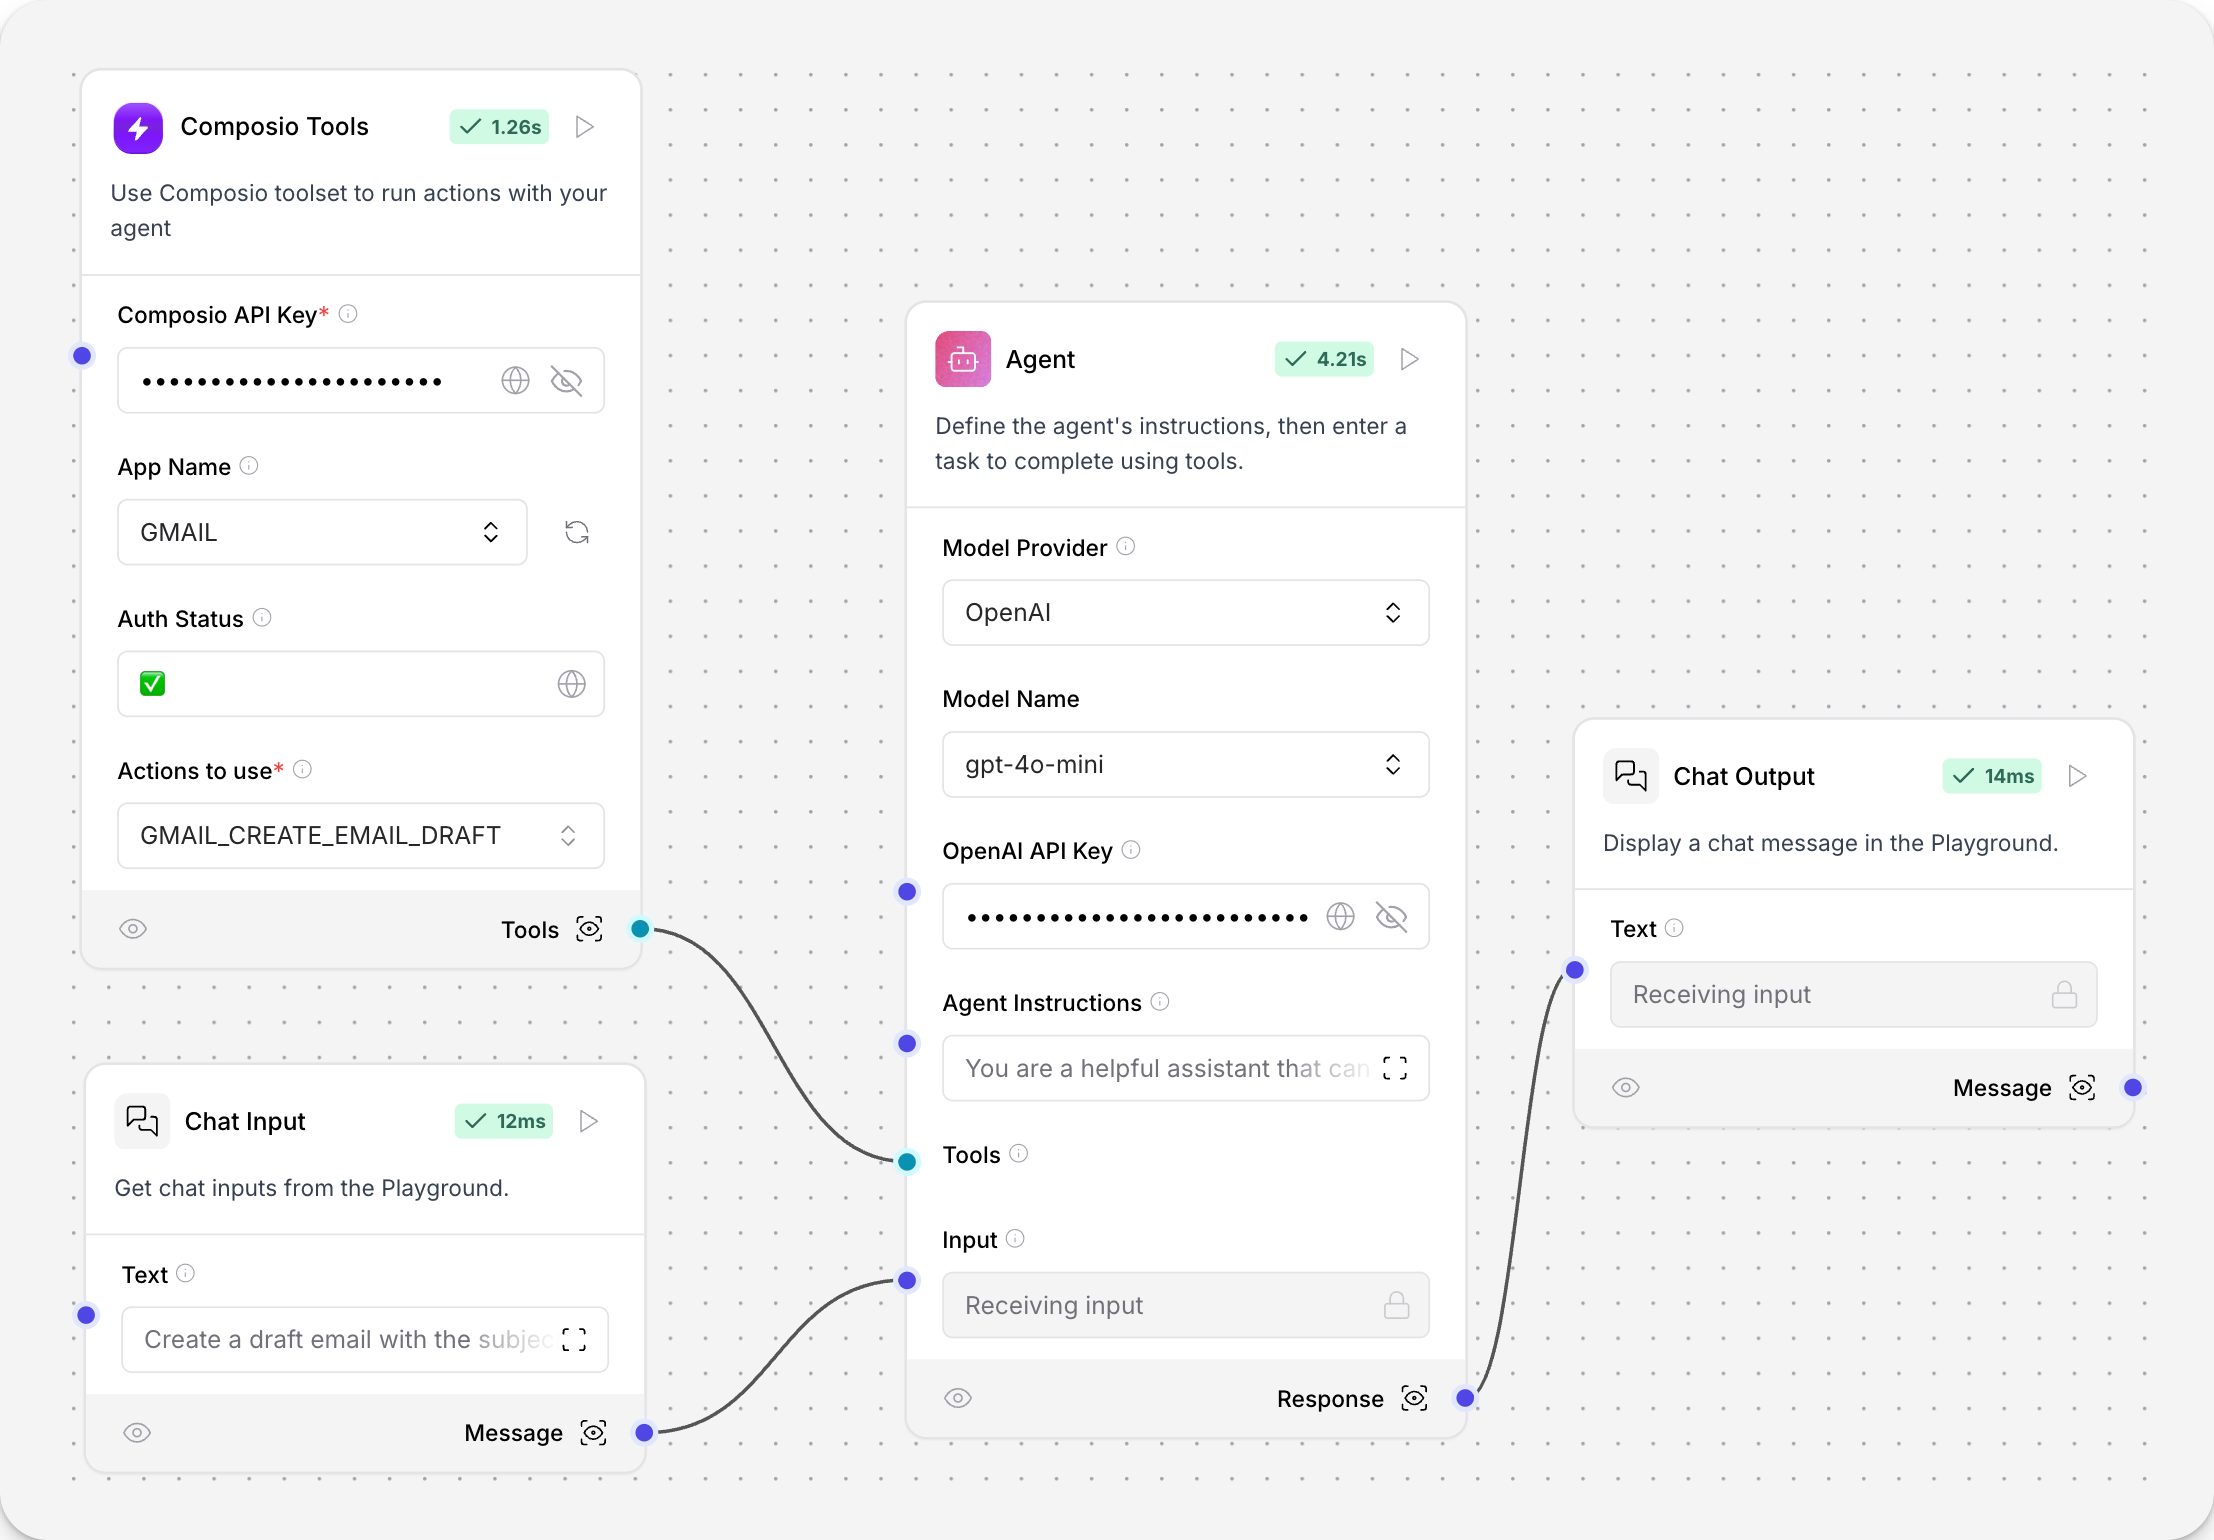 Composio Tools
1.26s
Use Composio toolset to run actions with your
agent
Composio API Key*
App Name
GMAIL
Auth Status
Actions to use*
GMAIL_CREATE_EMAIL_DRAFT
Tools
Chat Input
12ms
Get chat inputs from the Playground.
Text
Create a draft email with the subjec
Message
Agent
4.21s
Define the agent's instructions, then enter a
task to complete using tools.
Model Provider
OpenAI
Model Name
gpt-4o-mini
OpenAI API Key
Agent Instructions
You are a helpful assistant that can
Tools
Input
Receiving input
Response
Chat Output
14ms
Display a chat message in the Playground.
Text
Receiving input
Message